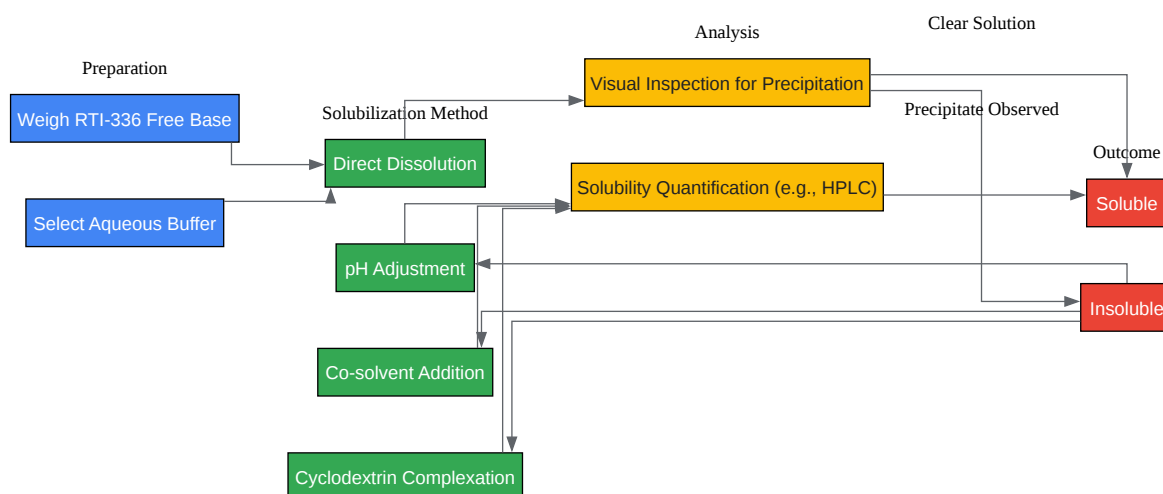 Preparation
Weigh RTI-336 Free Base
Select Aqueous Buffer
Solubilization Method
Direct Dissolution
pH Adjustment
Co-solvent Addition
Cyclodextrin Complexation
Analysis
Visual Inspection for Precipitation
Solubility Quantification (e.g., HPLC)
Clear Solution
Precipitate Observed
Outcome
Soluble
Insoluble